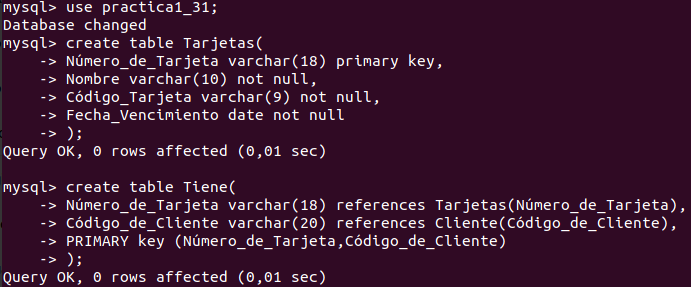 mysql> use practica1_31;
Database changed
mysql> create table Tarjetas(
    -> Número_de_Tarjeta varchar(18) primary key,
    -> Nombre varchar(10) not null,
    -> Código_Tarjeta varchar(9) not null,
    -> Fecha_Vencimiento date not null
    -> );
Query OK, 0 rows affected (0,01 sec)

mysql> create table Tiene(
    -> Número_de_Tarjeta varchar(18) references Tarjetas(Número_de_Tarjeta),
    -> Código_de_Cliente varchar(20) references Cliente(Código_de_Cliente),
    -> PRIMARY key (Número_de_Tarjeta,Código_de_Cliente)
    -> );
Query OK, 0 rows affected (0,01 sec)